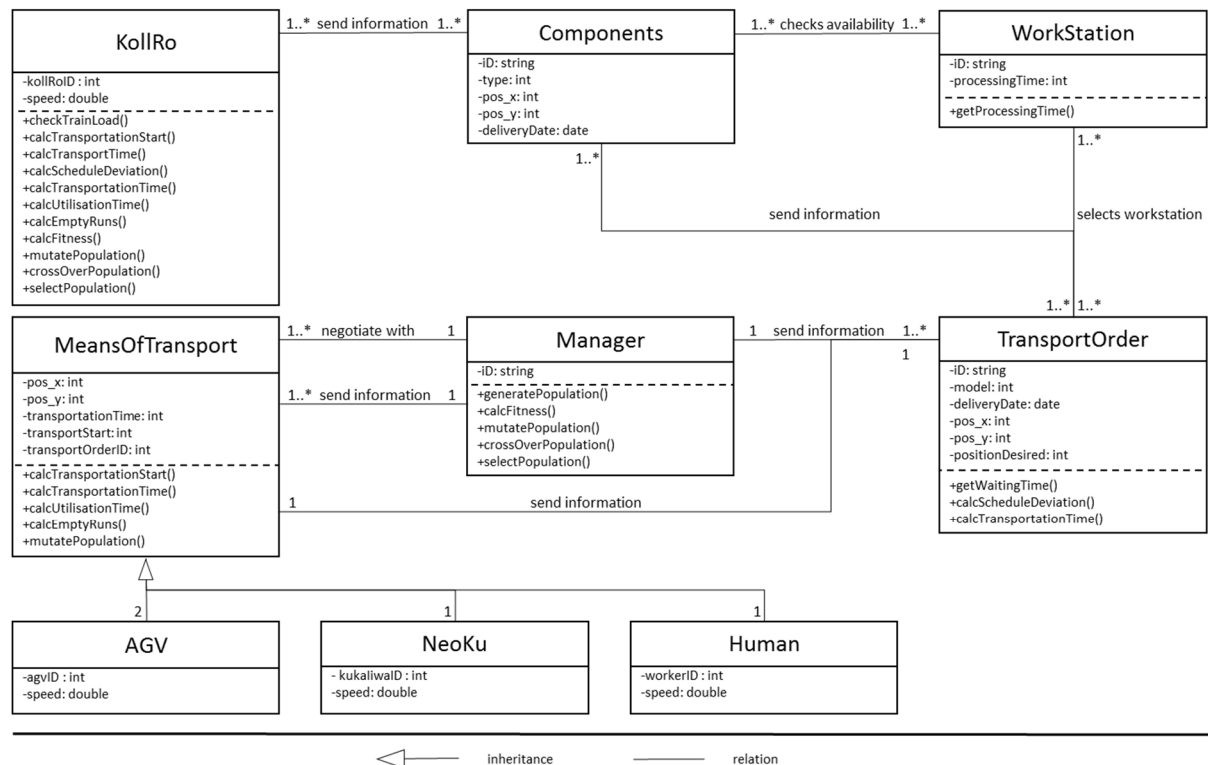 KollRo
-kollRoID : int
-speed: double
+checkTrainLoad()
+calcTransportationStart()
+calcTransportTime()
+calcScheduleDeviation()
+calcTransportationTime()
+calcUtilisationTime()
+calcEmptyRuns()
+calcFitness()
+mutatePopulation()
+crossOverPopulation()
+selectPopulation()
1..* send information 1..*
Components
-iD: string
-type: int
-pos_x: int
-pos_y: int
-deliveryDate: date
1..* checks availability 1..*
WorkStation
-iD: string
-processingTime: int
+getProcessingTime()
1..*
1..*
send information
selects workstation
1..* 1..*
MeansOfTransport
-pos_x: int
-pos_y: int
-transportationTime: int
-transportStart: int
-transportOrderID: int
+calcTransportationStart()
+calcTransportationTime()
+calcUtilisationTime()
+calcEmptyRuns()
+mutatePopulation()
1..* negotiate with 1
1..* send information 1
Manager
-iD: string
+generatePopulation()
+calcFitness()
+mutatePopulation()
+crossOverPopulation()
+selectPopulation()
1 send information 1..*
1
1 send information
TransportOrder
-iD: string
-model: int
-deliveryDate: date
-pos_x: int
-pos_y: int
-positionDesired: int
+getWaitingTime()
+calcScheduleDeviation()
+calcTransportationTime()
2
1
1
AGV
-agvID : int
-speed: double
NeoKu
- kukaIiwaID : int
-speed: double
Human
-workerID : int
-speed: double
inheritance
relation